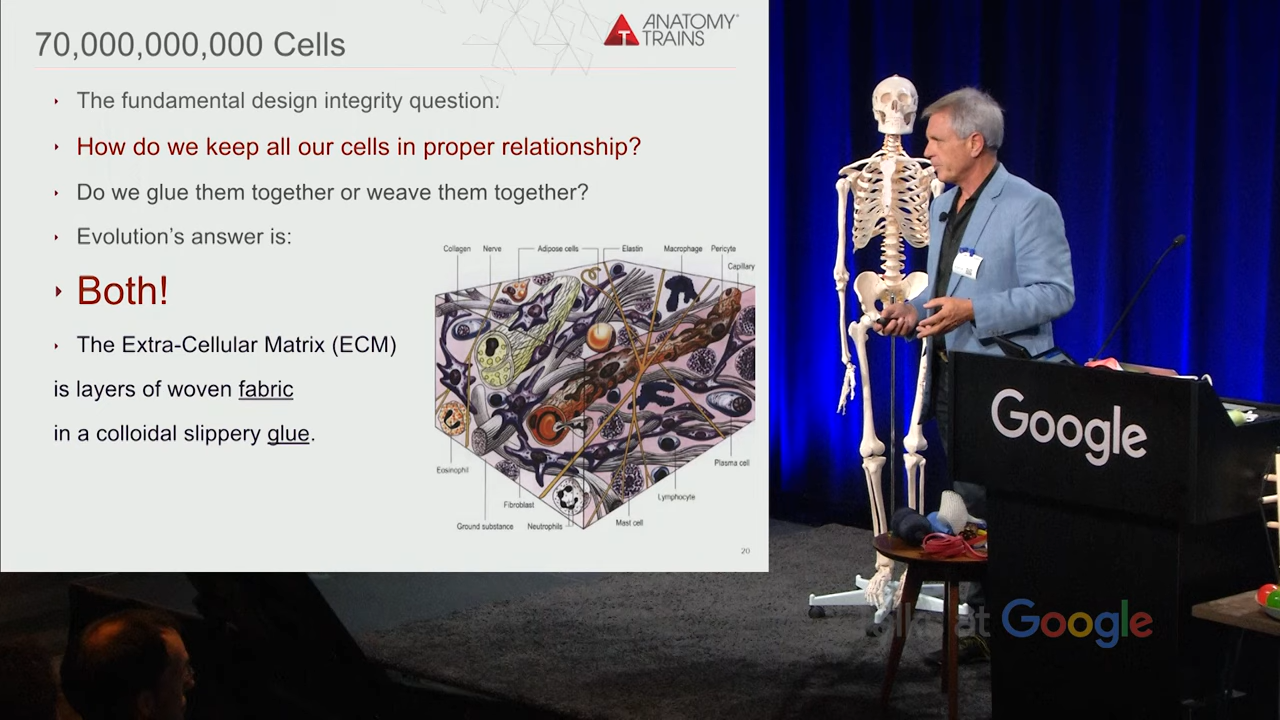 70,000,000,000 Cells
ANATOMY
TRAINS
The fundamental design integrity question:
How do we keep all our cells in proper relationship?
Do we glue them together or weave them together?
Evolution's answer is:
Both!
The Extra-Cellular Matrix (ECM)
is layers of woven fabric
in a colloidal slippery glue.
Collagen
Nerve
Adipose cells
Elastin
Macrophage
Pericyte
Capillary
Eosinophil
Ground substance
Fibroblast
Neutrophils
Mast cell
Lymphocyte
Plasma cell
20
Google
at Google